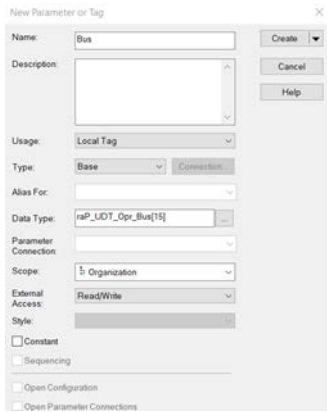 New Parameter or Tag
Name: Bus Create
Description: Cancel
Help
Usage: Local Tag
Type: Base Connection...
Alias For:
Data Type: raP_UDT_Opr_Bus[15] ...
Parameter Connection:
Scope: Organization
External Access: Read/Write
Style:
Constant
Sequencing
Open Configuration
Open Parameter Connections